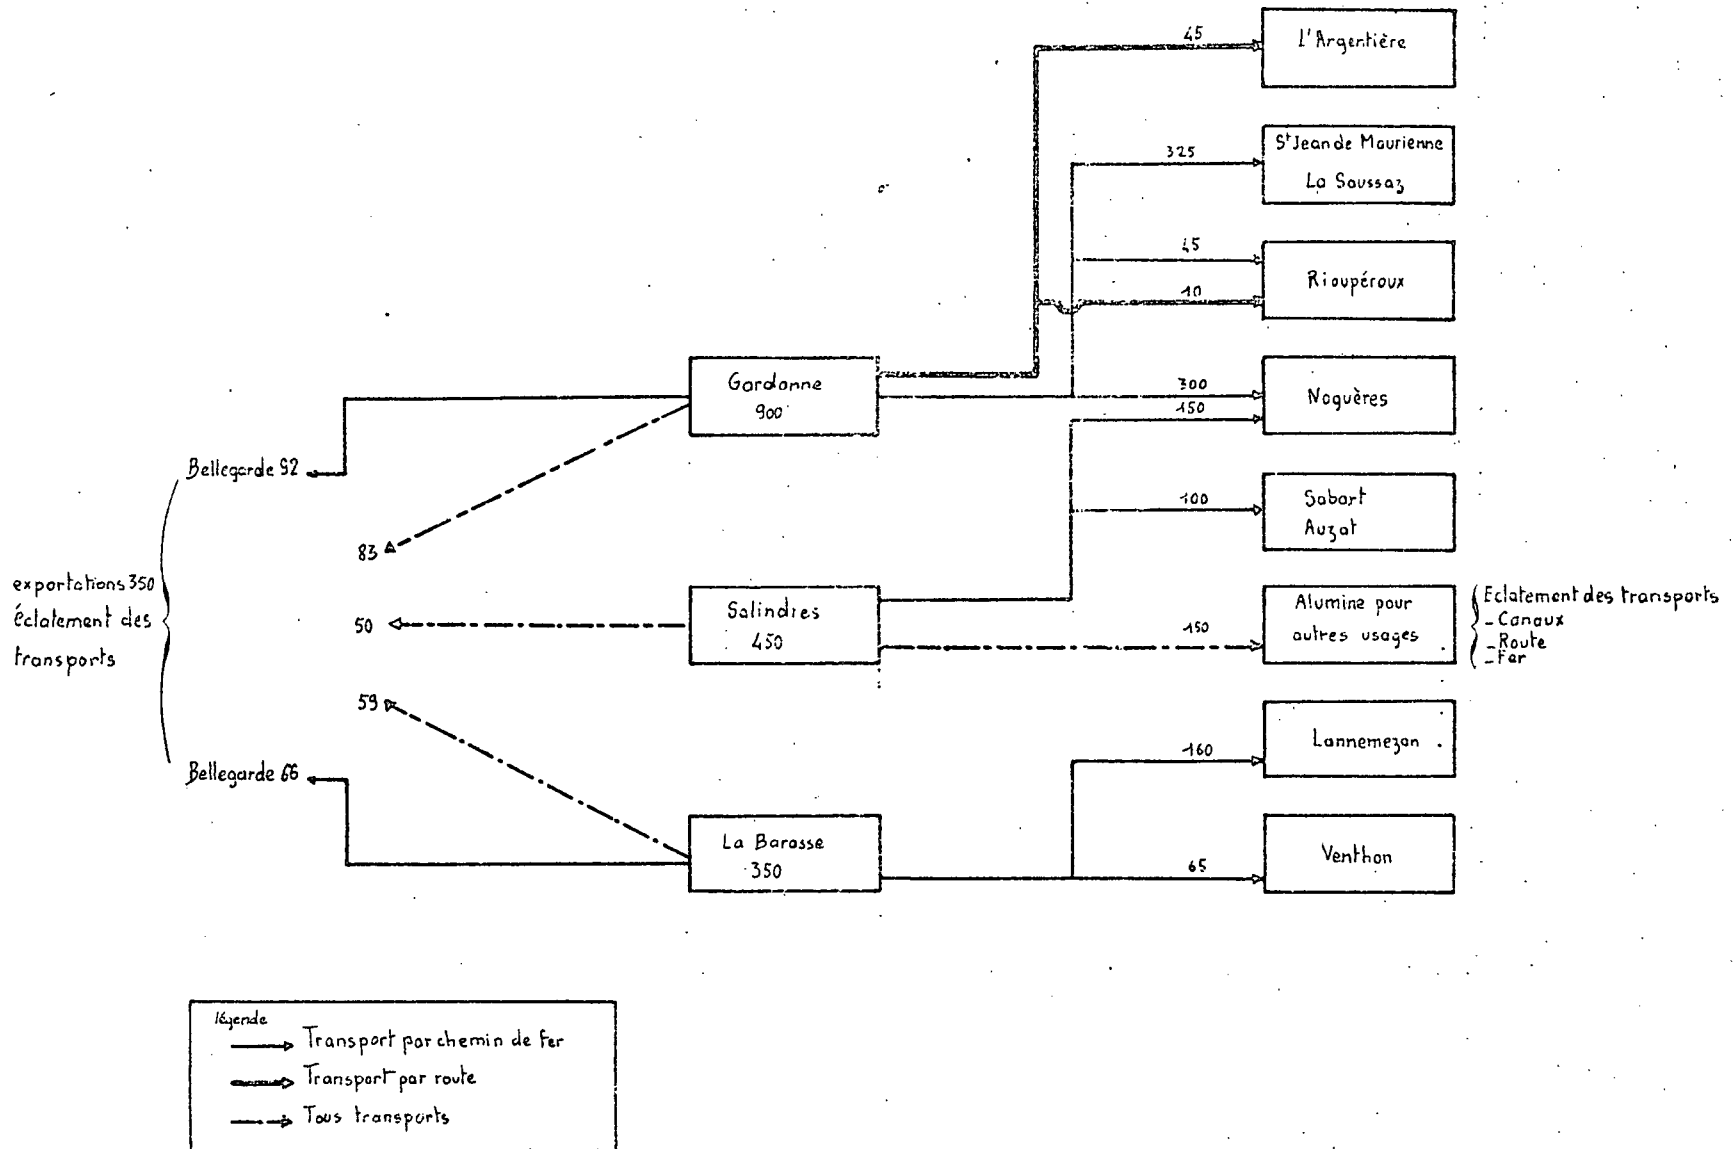 45
L'Argentière
325
St Jean de Maurienne
La Saussaz
45
10
Rioupéroux
Gardanne
900
300
150
Noguères
Bellegarde 92
83
100
Sabart
Auzat
exportations 350
éclatement des
transports
50
Salindres
450
150
Alumine pour
autres usages
Eclatement des transports
- Canaux
- Route
- Fer
59
160
Lannemezan
Bellegarde 66
La Barasse
350
65
Venthon
légende
Transport par chemin de fer
Transport par route
Tous transports